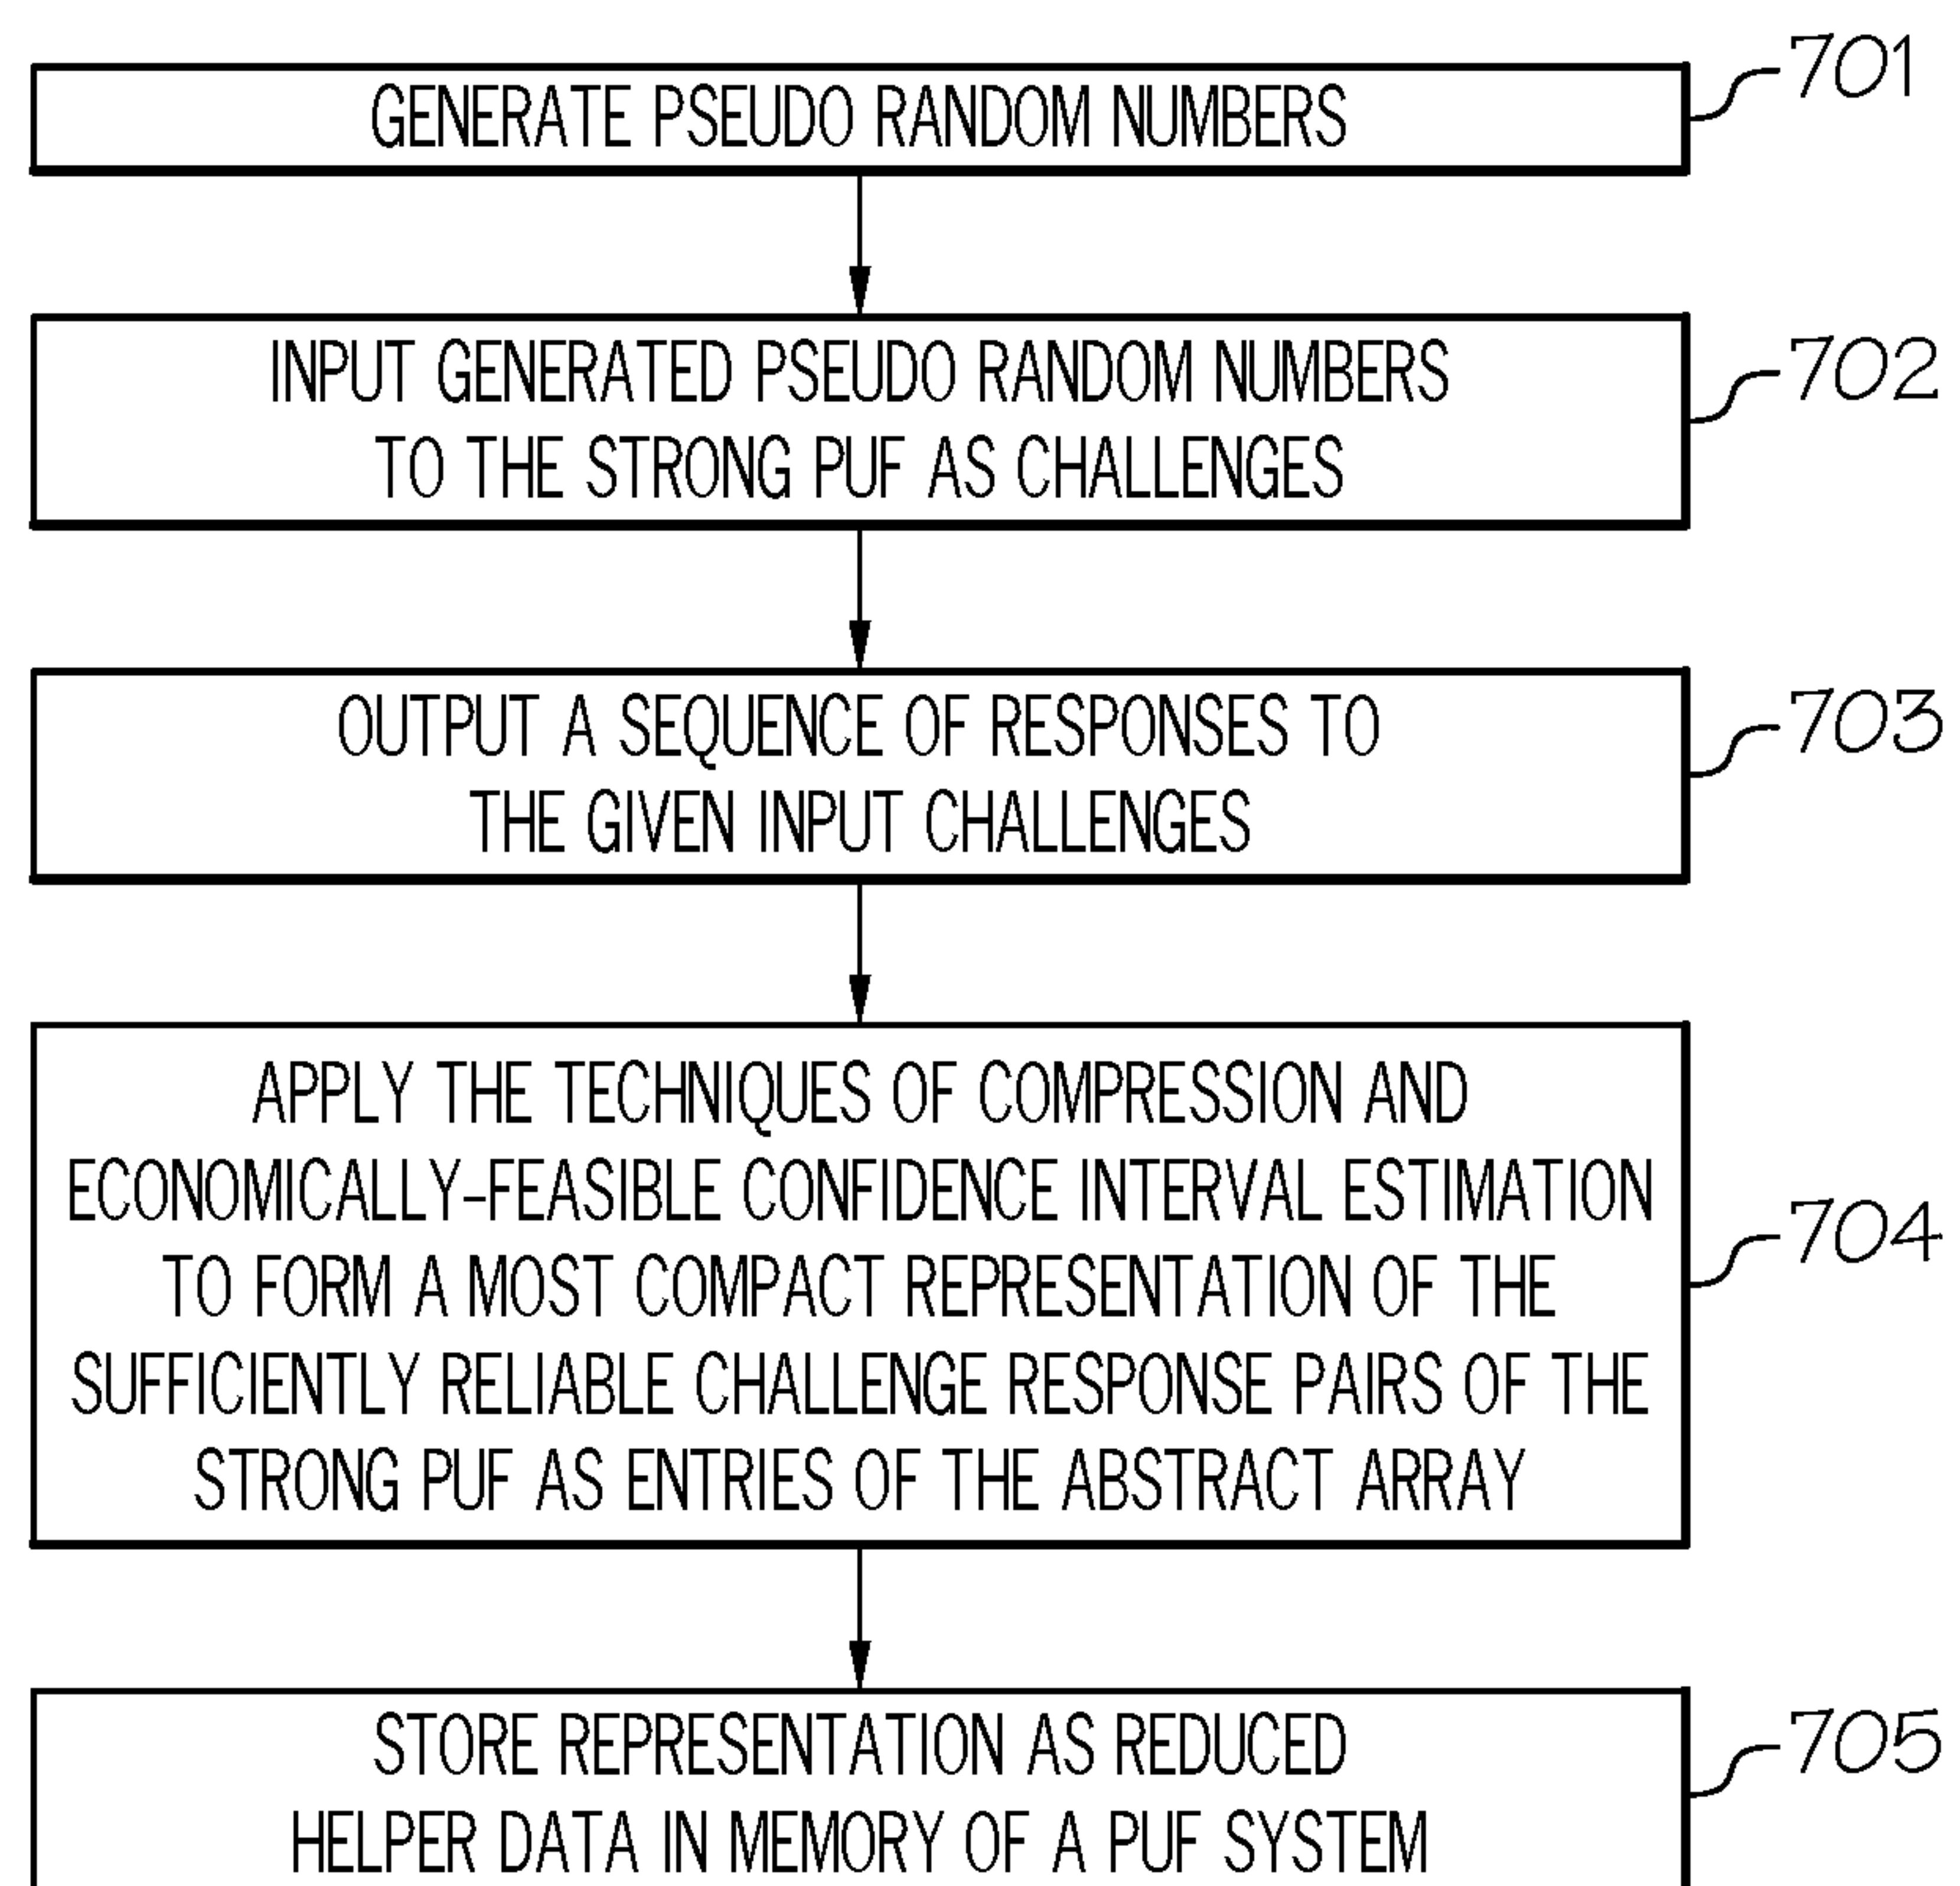 GENERATE PSEUDO RANDOM NUMBERS
701
INPUT GENERATED PSEUDO RANDOM NUMBERS
TO THE STRONG PUF AS CHALLENGES
702
OUTPUT A SEQUENCE OF RESPONSES TO
THE GIVEN INPUT CHALLENGES
703
APPLY THE TECHNIQUES OF COMPRESSION AND
ECONOMICALLY-FEASIBLE CONFIDENCE INTERVAL ESTIMATION
TO FORM A MOST COMPACT REPRESENTATION OF THE
SUFFICIENTLY RELIABLE CHALLENGE RESPONSE PAIRS OF THE
STRONG PUF AS ENTRIES OF THE ABSTRACT ARRAY
704
STORE REPRESENTATION AS REDUCED
HELPER DATA IN MEMORY OF A PUF SYSTEM
705